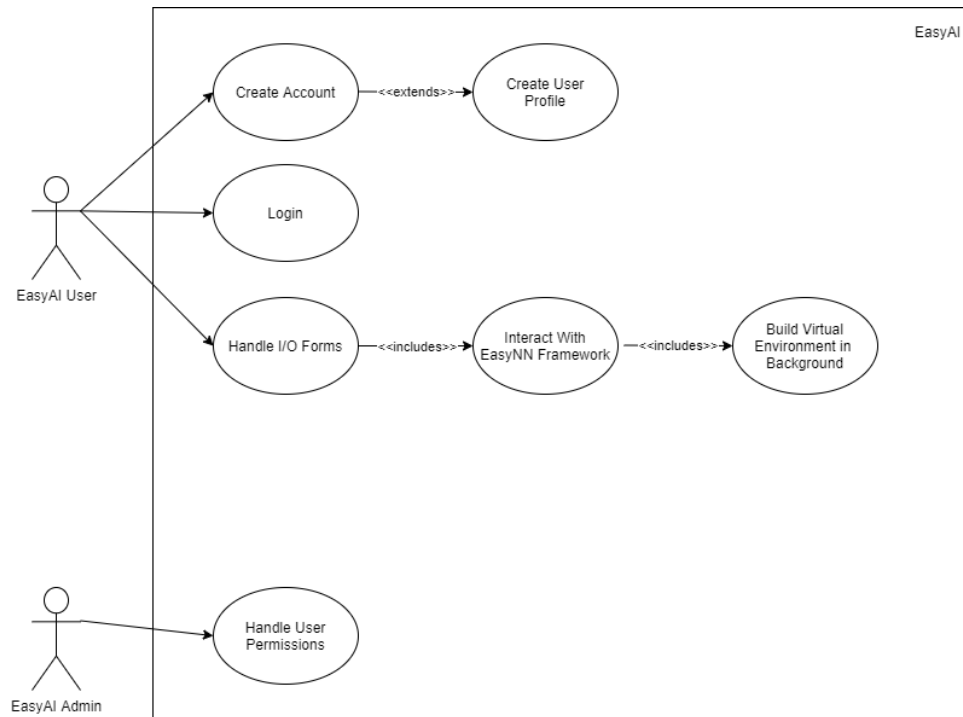 EasyAI
Create Account
<<extends>>
Create User
Profile
Login
EasyAI User
Handle I/O Forms
<<includes>>
Interact With
EasyNN Framework
<<includes>>
Build Virtual
Environment in
Background
Handle User
Permissions
EasyAI Admin